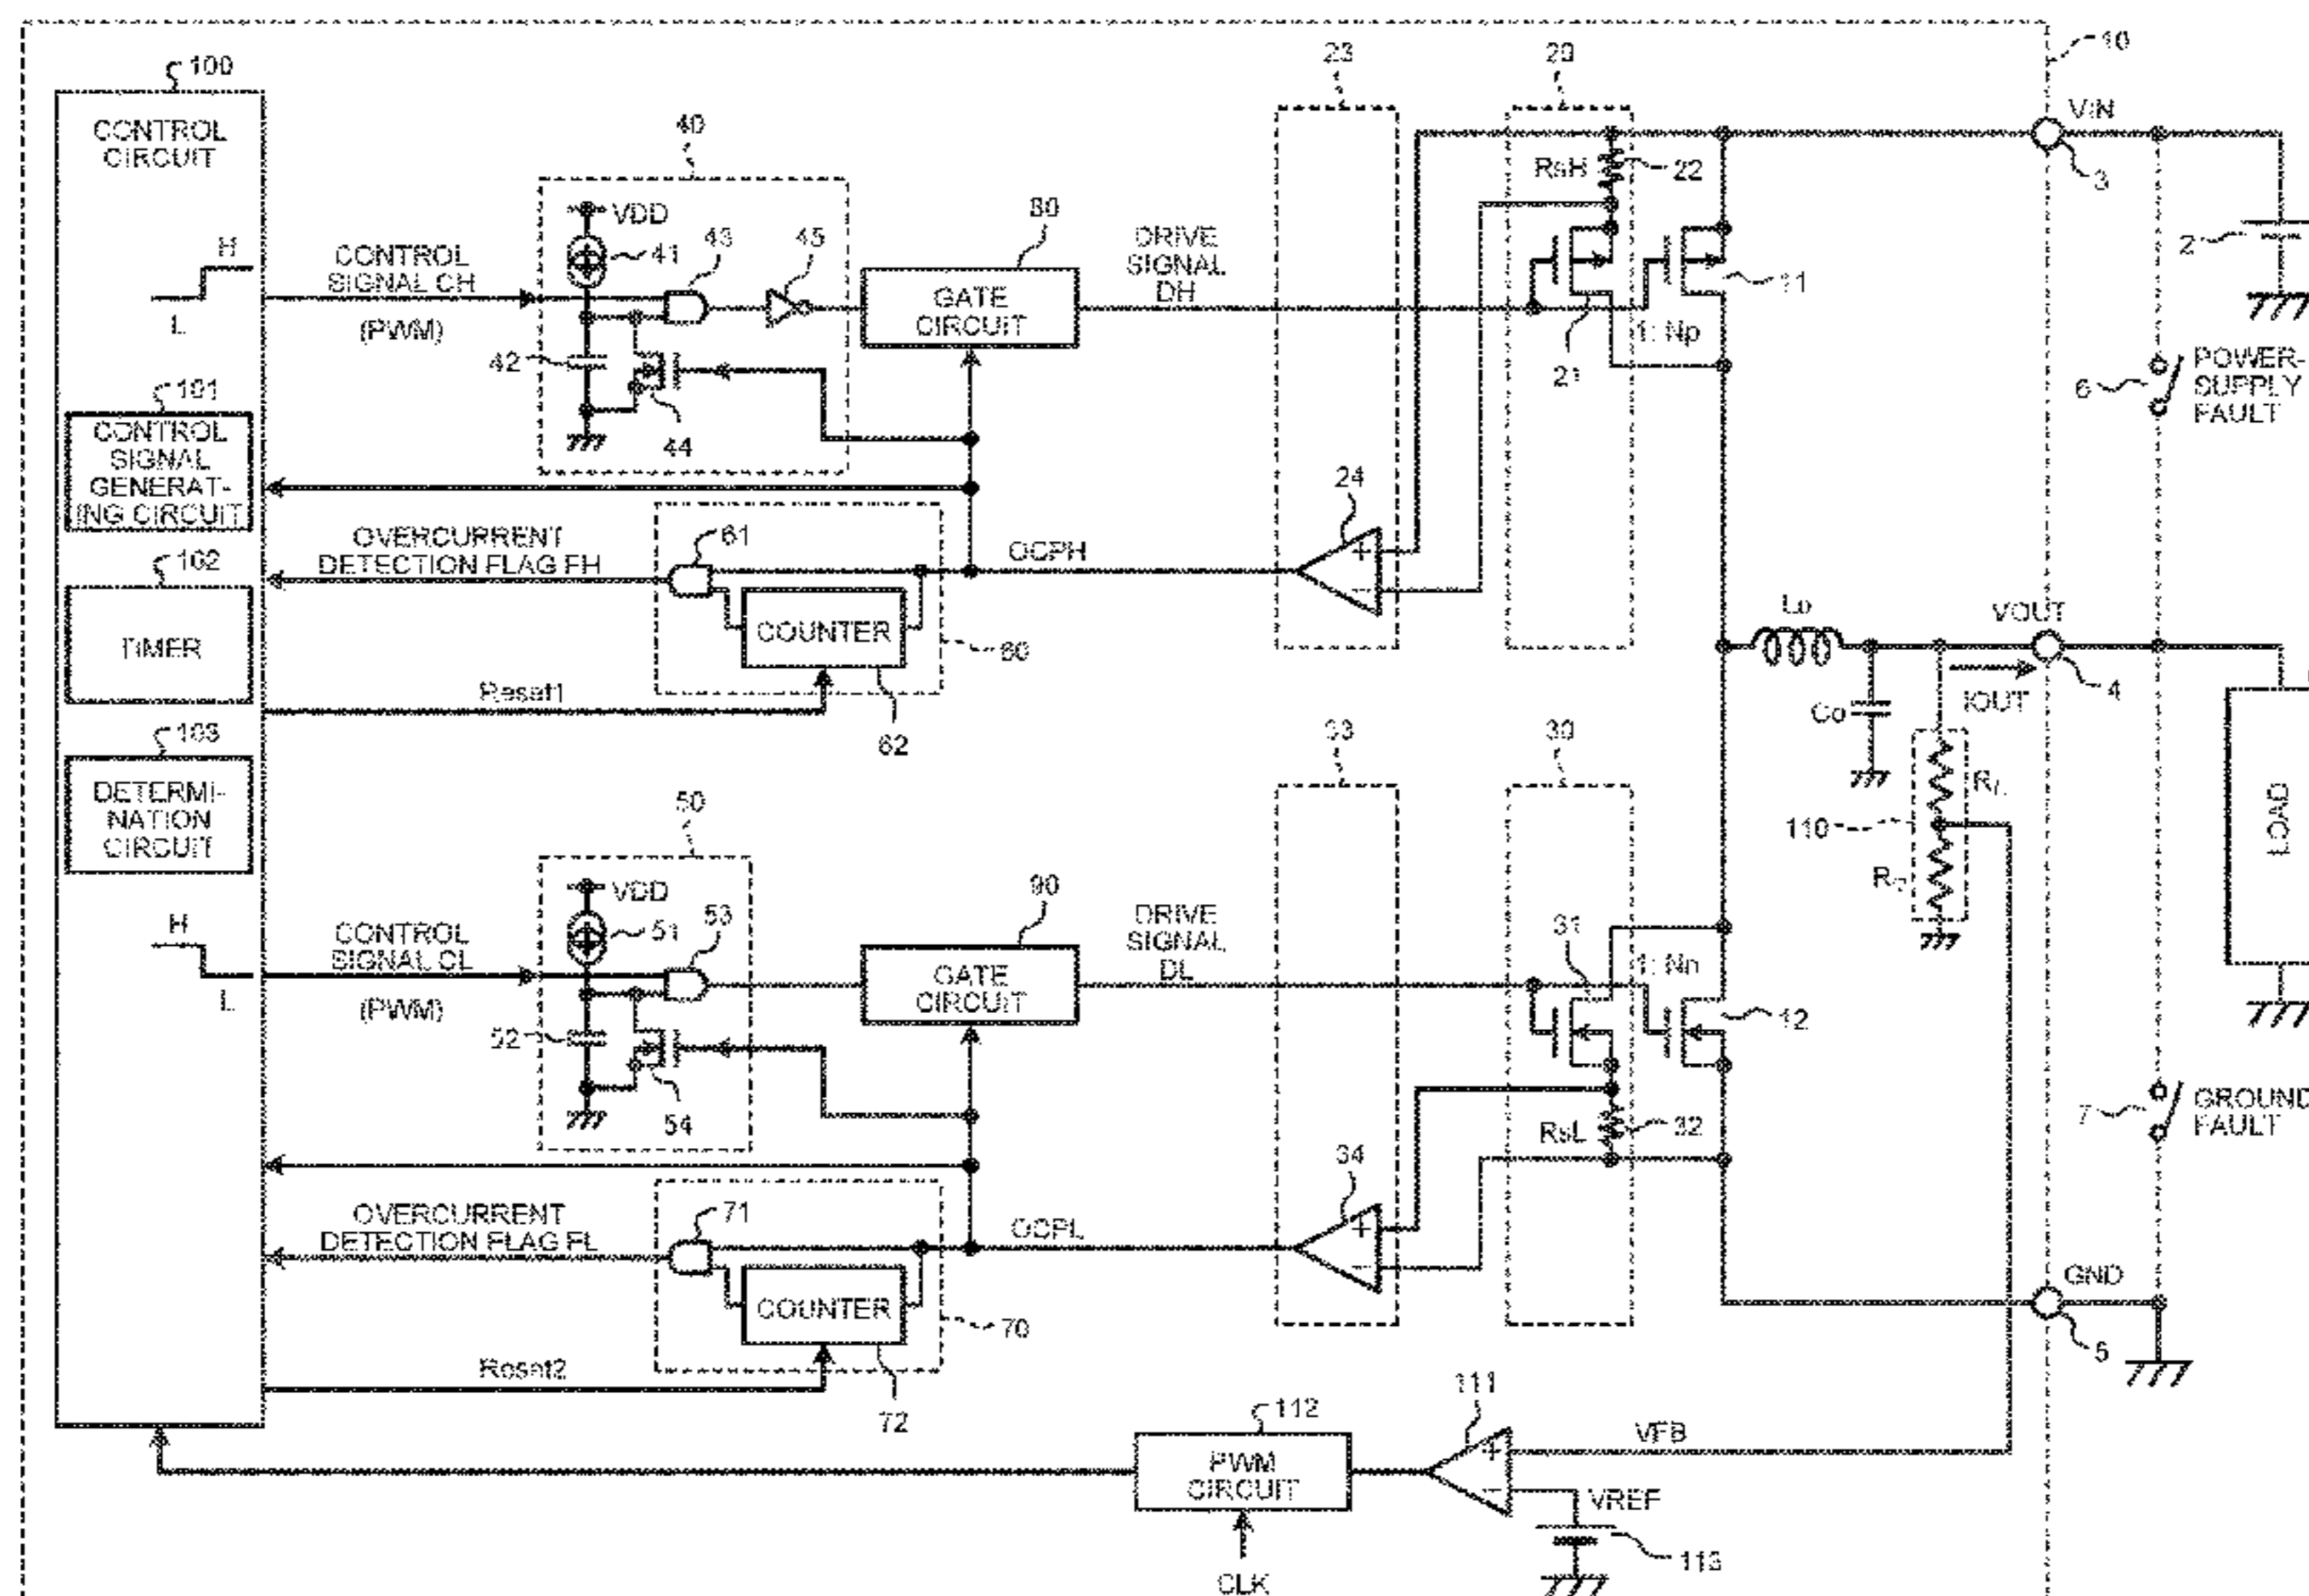 10
100
CONTROL
CIRCUIT
23
20
VIN
3
40
VDD
41
43
45
80
GATE
CIRCUIT
DRIVE
SIGNAL
DH
RsH
22
11
2
H
L
CONTROL
SIGNAL CH
(PWM)
42
44
1: Np
21
6
POWER-
SUPPLY
FAULT
101
CONTROL
SIGNAL
GENERAT-
ING CIRCUIT
OVERCURRENT
DETECTION FLAG FH
61
OCPH
24
+
−
102
TIMER
COUNTER
60
62
Reset1
Lo
VOUT
4
IOUT
Co
103
DETERMI-
NATION
CIRCUIT
33
30
110
LOAD
50
VDD
51
53
90
GATE
CIRCUIT
DRIVE
SIGNAL
DL
31
1: Nn
12
H
L
CONTROL
SIGNAL CL
(PWM)
52
54
RsL
32
7
GROUND
FAULT
OVERCURRENT
DETECTION FLAG FL
71
OCPL
34
+
−
COUNTER
70
72
Reset2
GND
5
112
PWM
CIRCUIT
111
+
−
VFB
VREF
113
CLK